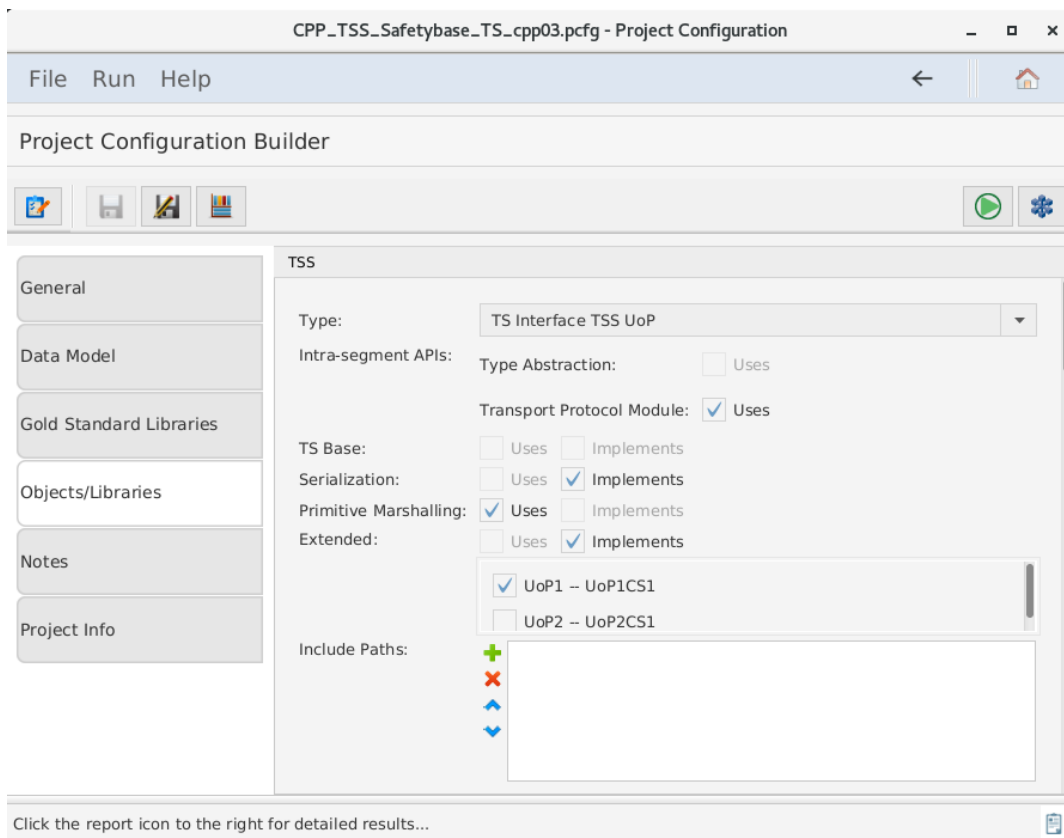 CPP_TSS_Safetybase_TS_cpp03.pcfg - Project Configuration
File Run Help
Project Configuration Builder
General
Data Model
Gold Standard Libraries
Objects/Libraries
Notes
Project Info
TSS
Type: TS Interface TSS UoP
Intra-segment APIs: Type Abstraction: Uses
Transport Protocol Module: Uses
TS Base: Uses Implements
Serialization: Uses Implements
Primitive Marshalling: Uses Implements
Extended: Uses Implements
UoP1 -- UoP1CS1
UoP2 -- UoP2CS1
Include Paths:
Click the report icon to the right for detailed results...